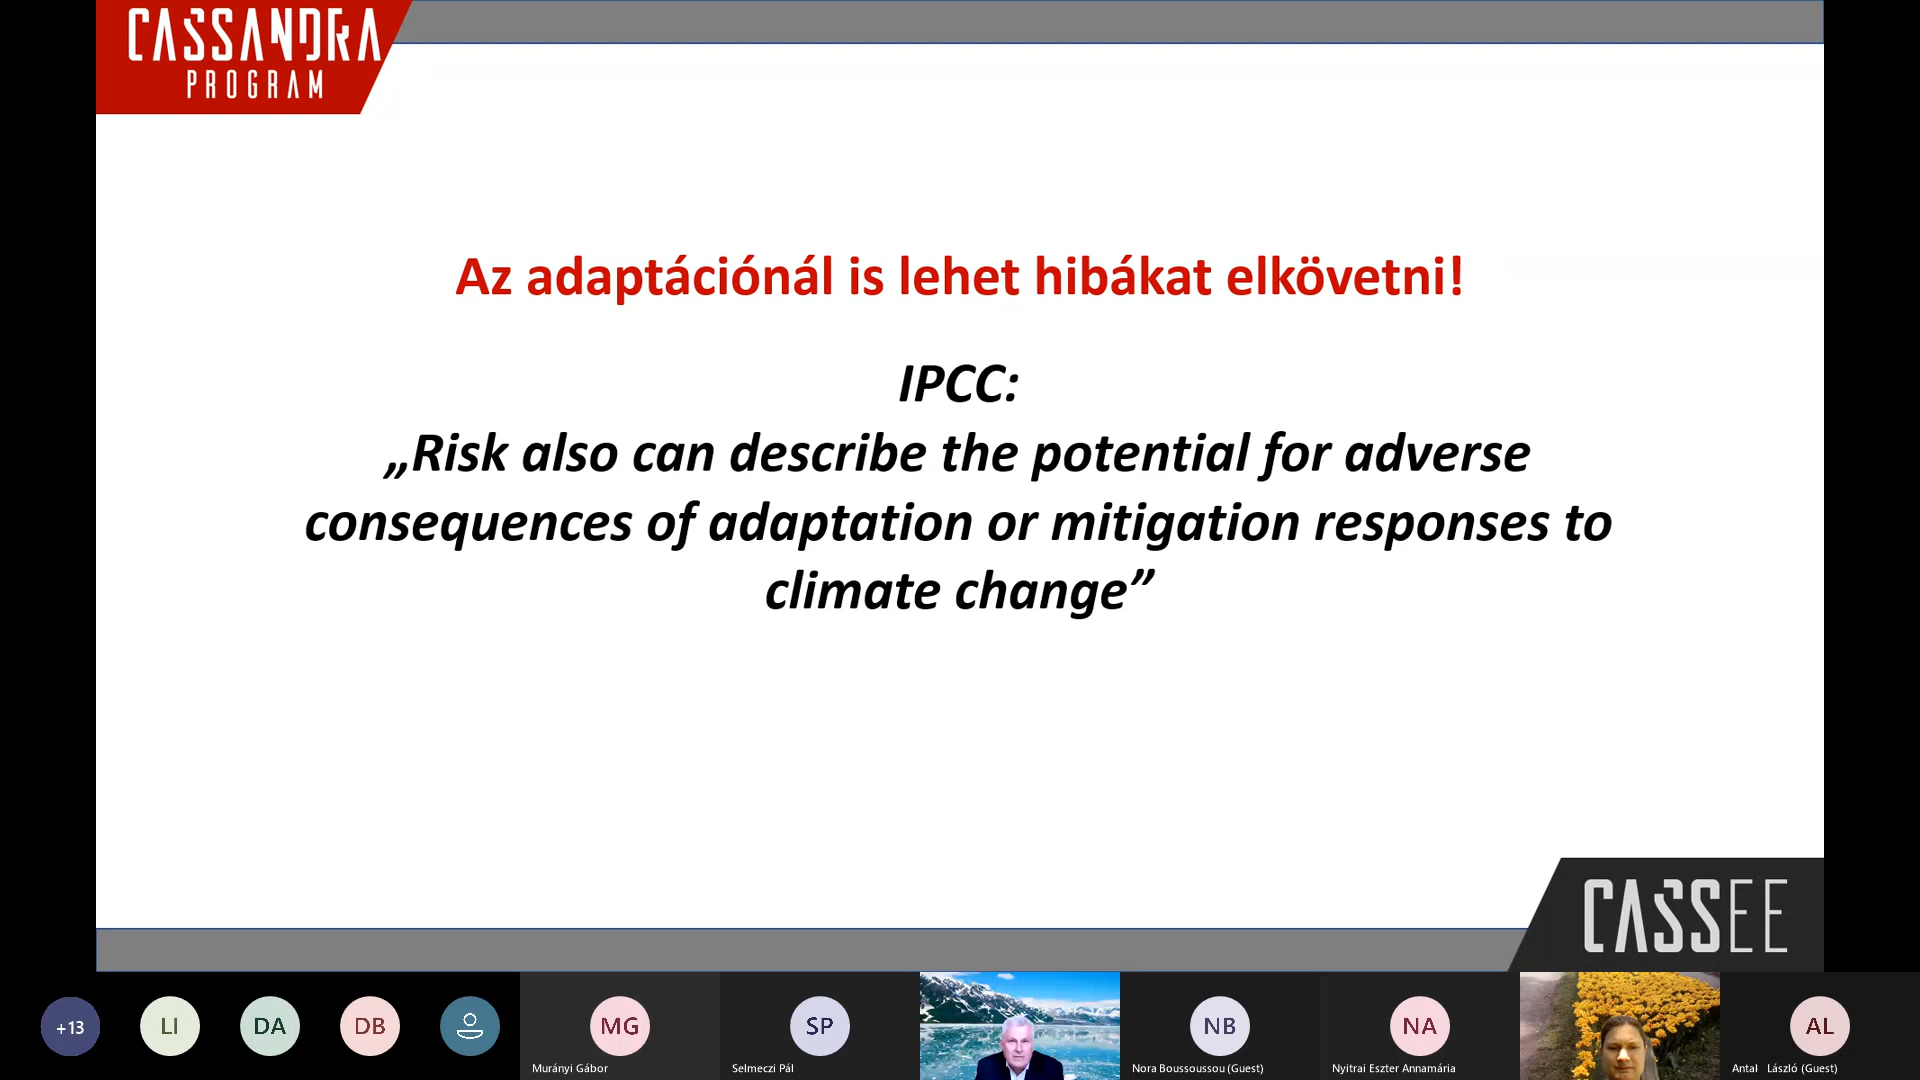 CASSANDRA
PROGRAM
Az adaptációnál is lehet hibákat elkövetni!
IPCC:
„Risk also can describe the potential for adverse
consequences of adaptation or mitigation responses to
climate change”
CASSEE
+13
LI
DA
DB
MG
Murányi Gábor
SP
Selmeczi Pál
NB
Nora Boussoussou (Guest)
NA
Nyitrai Eszter Annamária
AL
Antal László (Guest)